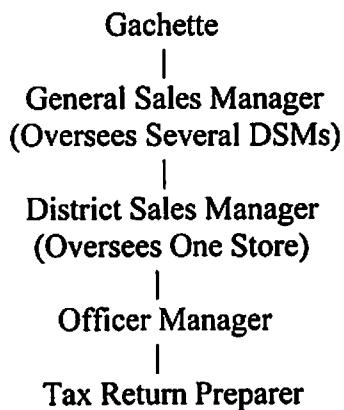 Gachette
General Sales Manager
(Oversees Several DSMs)
District Sales Manager
(Oversees One Store)
Officer Manager
Tax Return Preparer